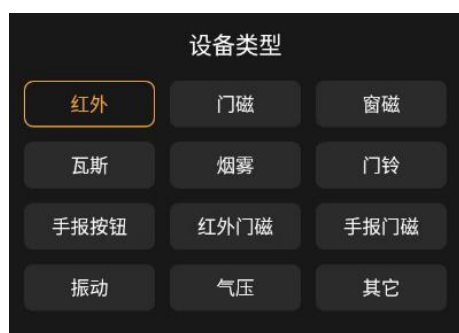 设备类型
红外 门磁 窗磁
瓦斯 烟雾 门铃
手报按钮 红外门磁 手报门磁
振动 气压 其它